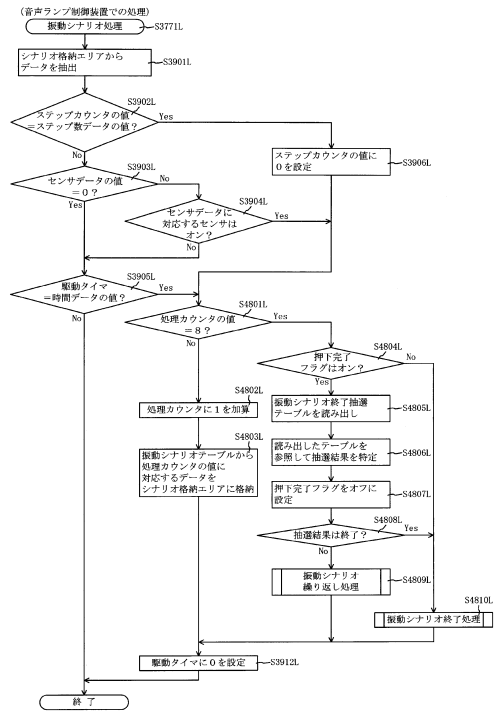 (音声ランプ制御装置での処理)
振動シナリオ処理
S3771L
シナリオ格納エリアから
データを抽出
S3901L
S3902L
ステップカウンタの値
=ステップ数データの値?
Yes
No
ステップカウンタの値に
0を設定
S3906L
S3903L
センサデータの値
=0?
No
Yes
S3904L
センサデータに
対応するセンサは
オン?
Yes
No
S3905L
駆動タイマ
=時間データの値?
Yes
No
S4801L
処理カウンタの値
=8?
Yes
No
S4804L
押下完了
フラグはオン?
No
Yes
S4802L
処理カウンタに1を加算
振動シナリオ終了抽選
テーブルを読み出し
S4805L
S4803L
振動シナリオテーブルから
処理カウンタの値に
対応するデータを
シナリオ格納エリアに格納
読み出したテーブルを
参照して抽選結果を特定
S4806L
押下完了フラグをオフに
設定
S4807L
S4808L
抽選結果は終了?
Yes
No
振動シナリオ
繰り返し処理
S4809L
S4810L
振動シナリオ終了処理
駆動タイマに0を設定
S3912L
終了